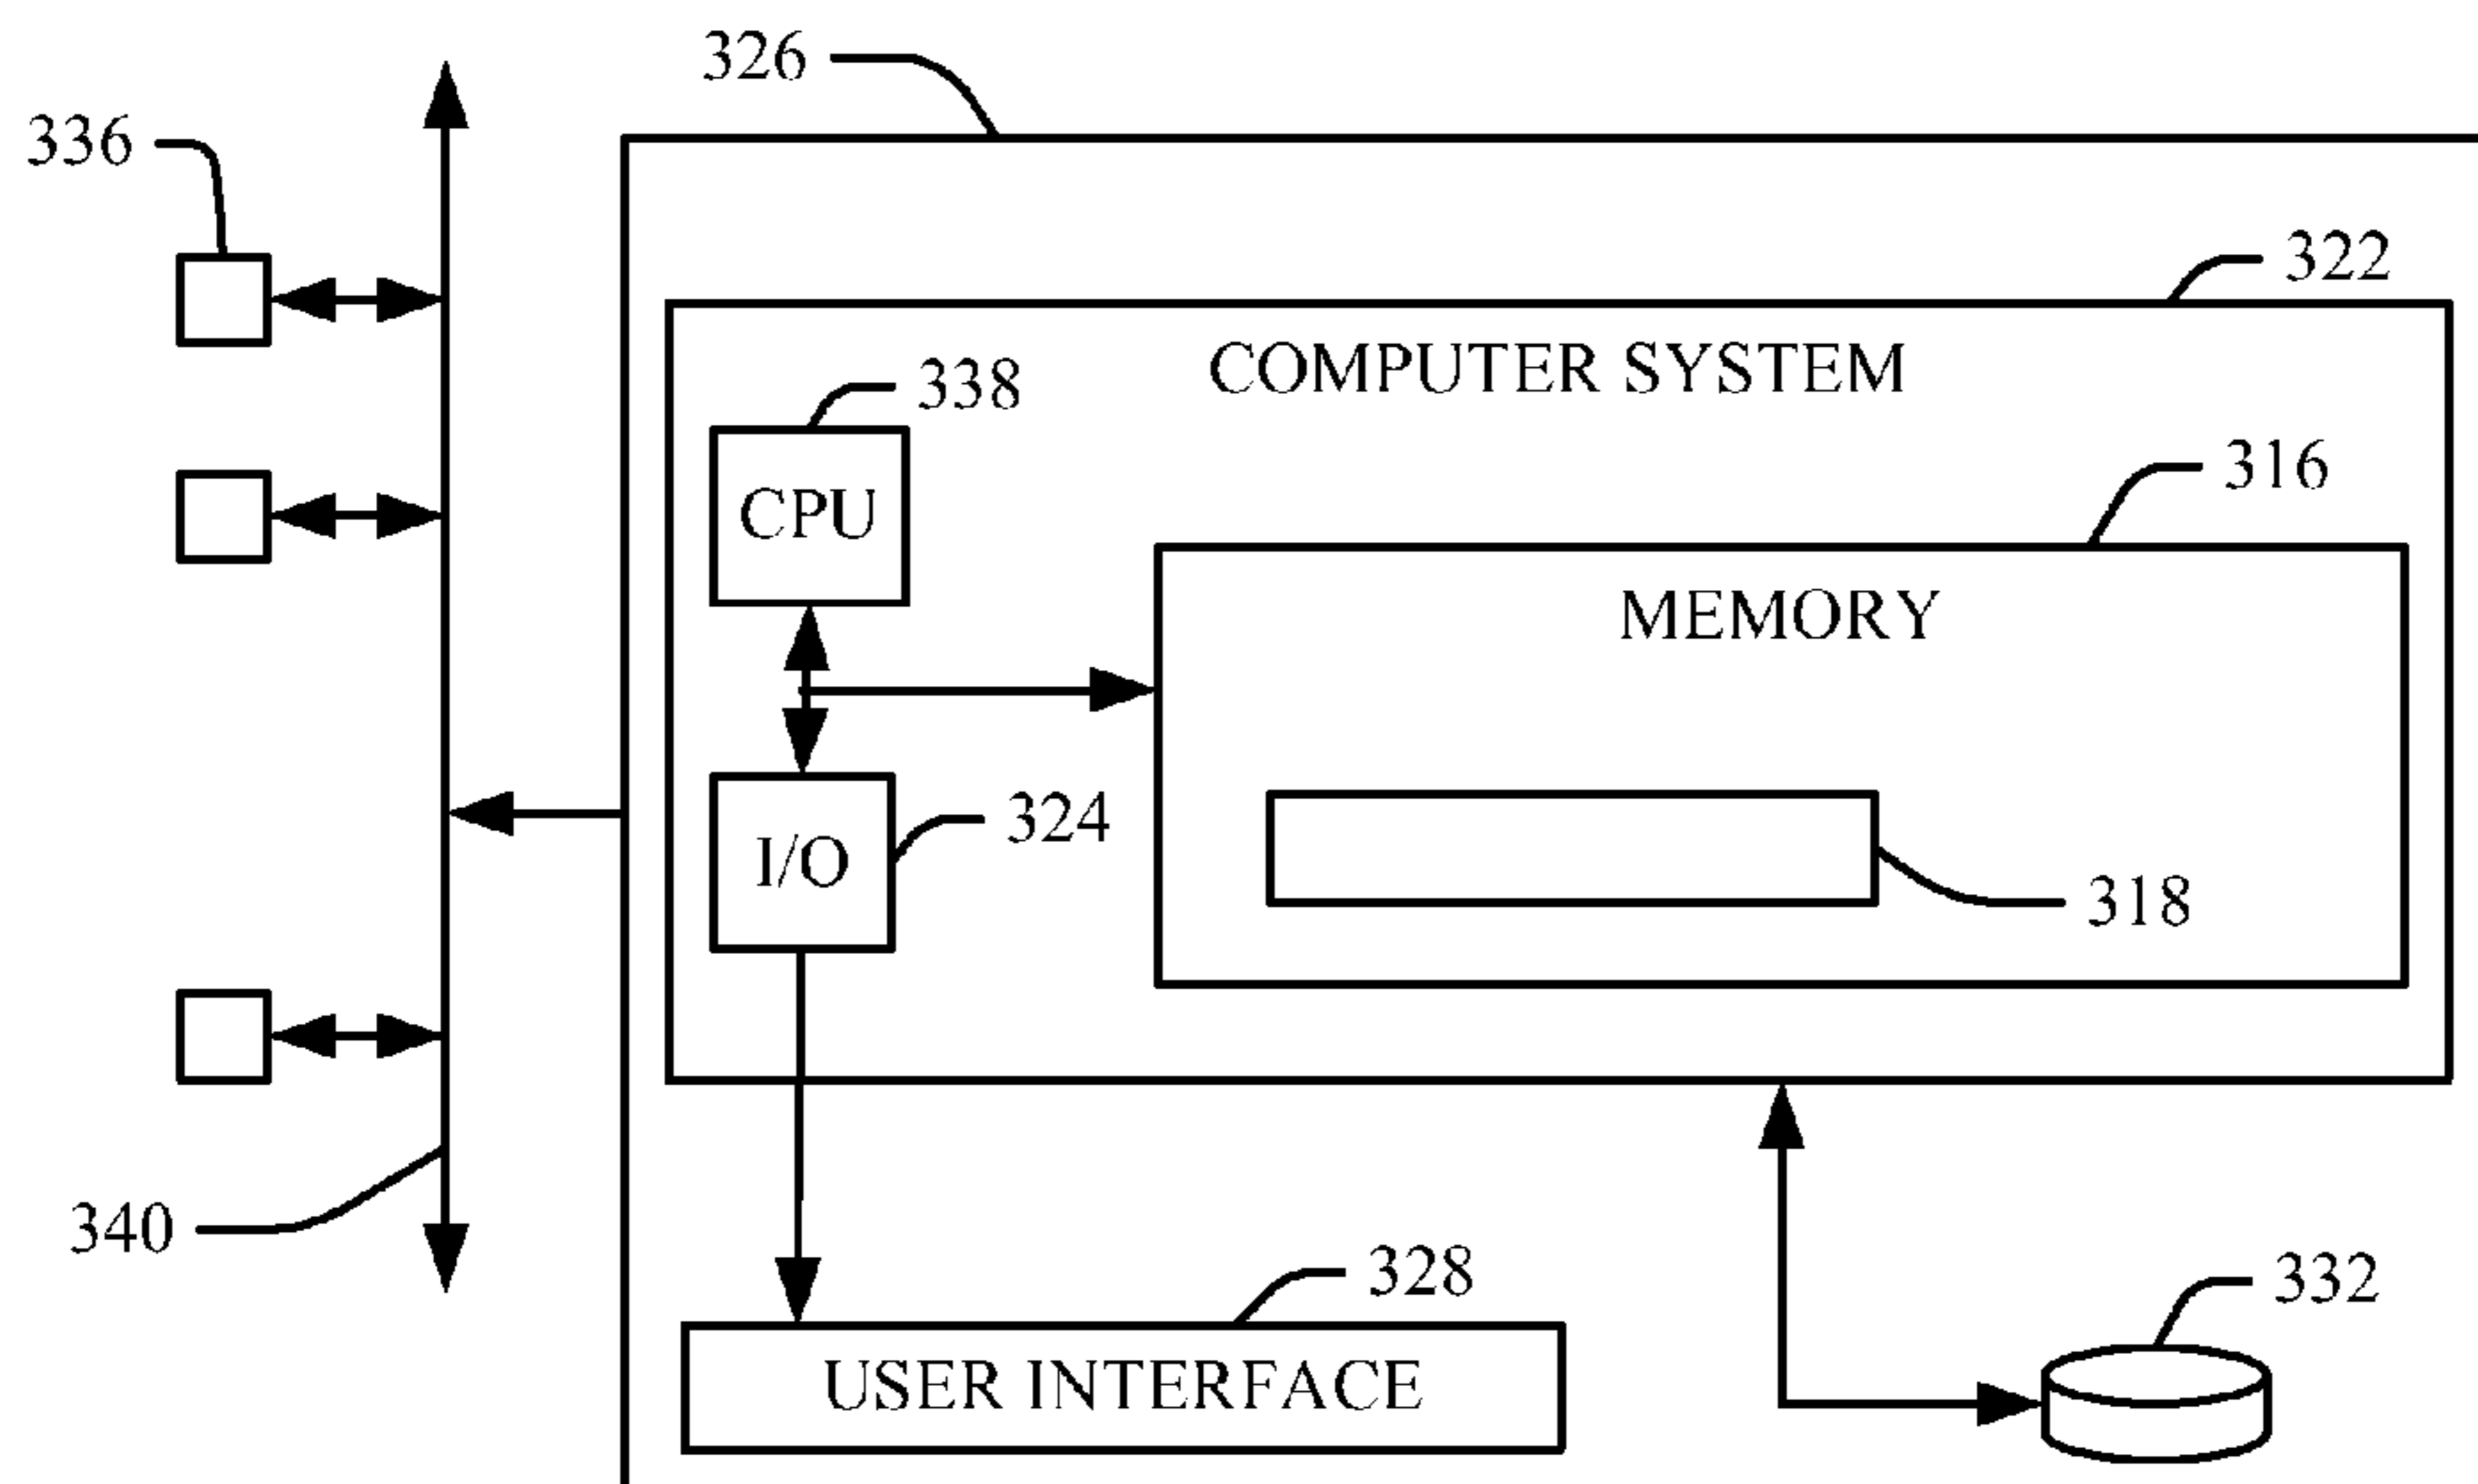 326
336
322
COMPUTER SYSTEM
338
316
CPU
MEMORY
324
I/O
318
340
328
332
USER INTERFACE